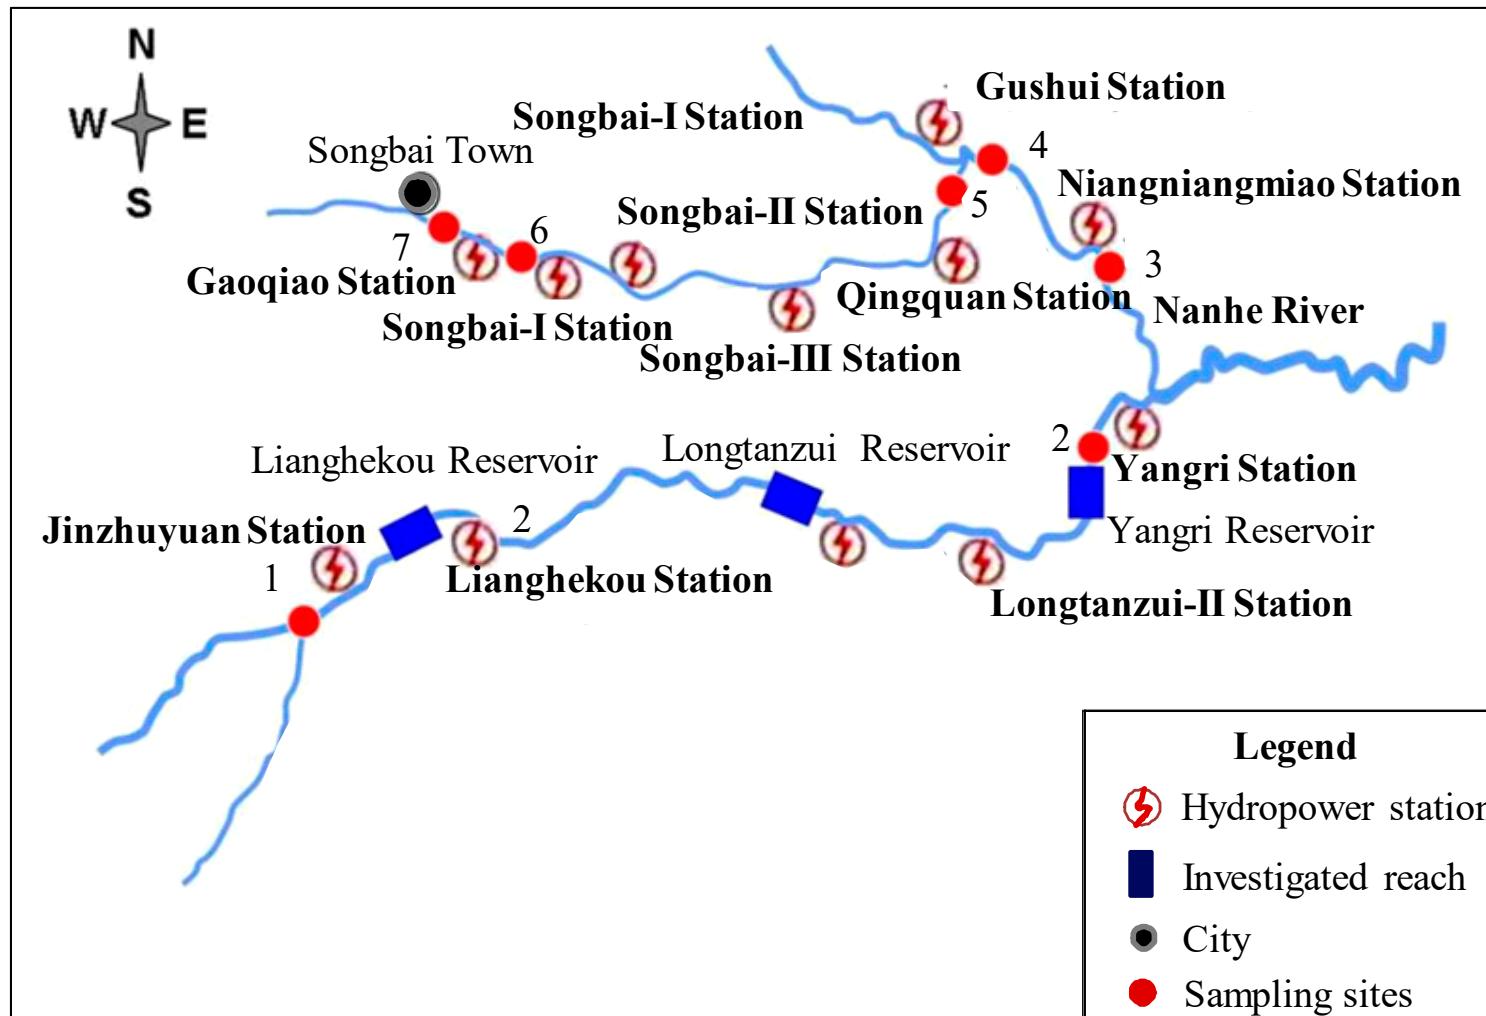 N
W E
S
Gushui Station
Songbai-I Station
Songbai Town
4
Niangniangmiao Station
Songbai-II Station
5
7
6
3
Gaoqiao Station
Qingquan Station
Songbai-I Station
Nanhe River
Songbai-III Station
Lianghekou Reservoir
Longtanzui Reservoir
2
Yangri Station
Jinzhuyuan Station
2
Yangri Reservoir
1
Lianghekou Station
Longtanzui-II Station
Legend
Hydropower station
Investigated reach
City
Sampling sites